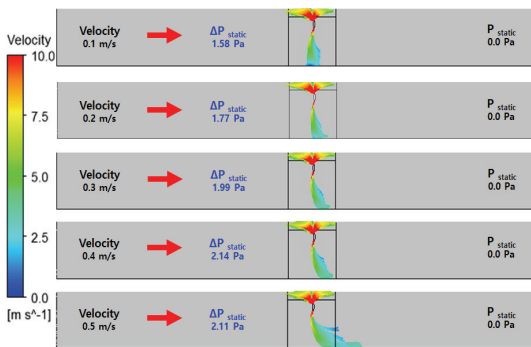 Velocity
10.0
7.5
5.0
2.5
0.0
[m s^-1]
Velocity
0.1 m/s
ΔP static
1.58 Pa
P static
0.0 Pa
Velocity
0.2 m/s
ΔP static
1.77 Pa
P static
0.0 Pa
Velocity
0.3 m/s
ΔP static
1.99 Pa
P static
0.0 Pa
Velocity
0.4 m/s
ΔP static
2.14 Pa
P static
0.0 Pa
Velocity
0.5 m/s
ΔP static
2.11 Pa
P static
0.0 Pa